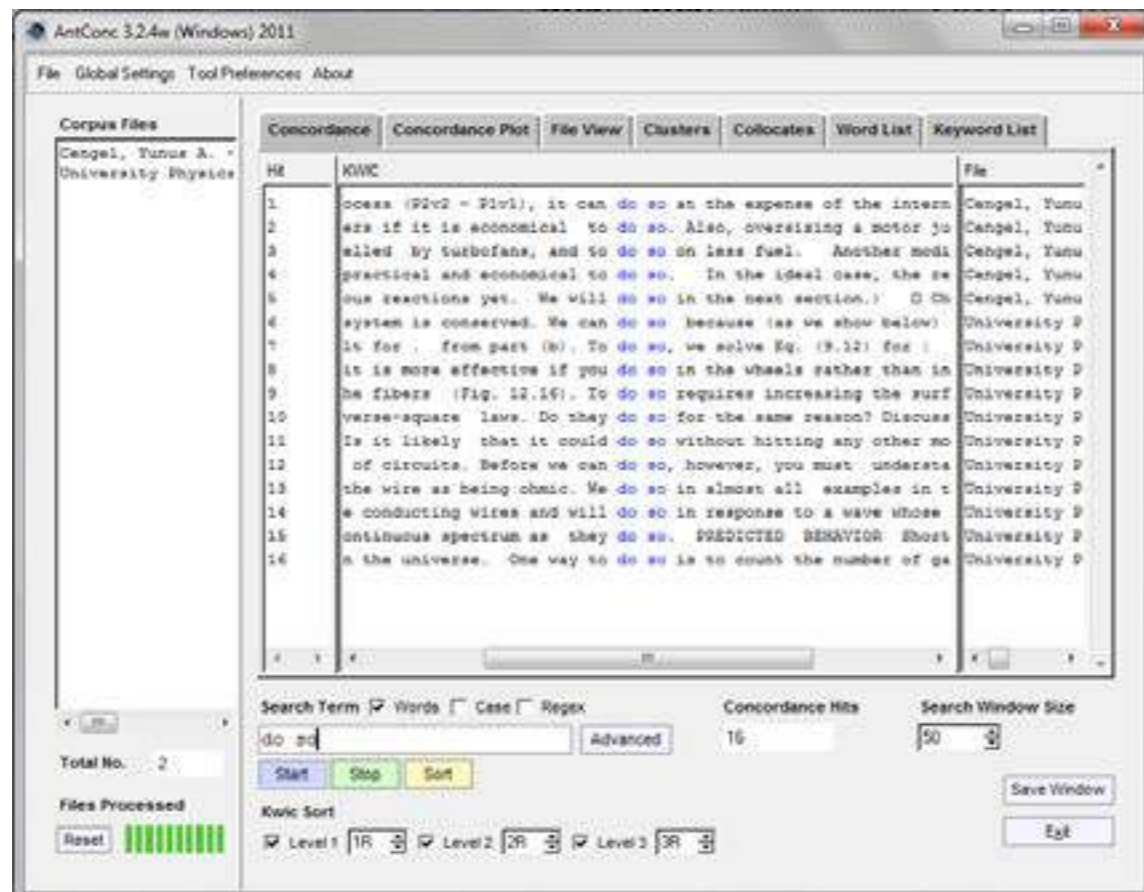 AntConc 3.2.4w (Windows) 2011
File Global Settings Tool Preferences About
Corpus Files
Cengel, Yunus A. -
University Physics
Total No. 2
Files Processed
Reset
Concordance Concordance Plot File View Clusters Collocates Word List Keyword List
Hit KWIC File
1 ocess (P2v2 - P1v1), it can do so at the expense of the intern Cengel, Yunu
2 ers if it is economical to do so. Also, oversizing a motor ju Cengel, Yunu
3 elled by turbofans, and to do so on less fuel. Another modi Cengel, Yunu
4 practical and economical to do so. In the ideal case, the re Cengel, Yunu
5 ous reactions yet. We will do so in the next section.) Ch Cengel, Yunu
6 system is conserved. We can do so because (as we show below) University P
7 it for . from part (b). To do so, we solve Eq. (9.12) for University P
8 it is more effective if you do so in the wheels rather than in University P
9 he fibers (Fig. 12.16). To do so requires increasing the surf University P
10 verse-square laws. Do they do so for the same reason? Discuss University P
11 Is it likely that it could do so without hitting any other mo University P
12 of circuits. Before we can do so, however, you must understa University P
13 the wire as being ohmic. We do so in almost all examples in t University P
14 e conducting wires and will do so in response to a wave whose University P
15 ontinuous spectrum as they do so. PREDICTED BEHAVIOR Short University P
16 n the universe. One way to do so is to count the number of ga University P
Search Term Words Case Regex Concordance Hits Search Window Size
do so Advanced 16 50
Start Stop Sort
Save Window
Kwic Sort
Exit
Level 1 1R Level 2 2R Level 3 3R